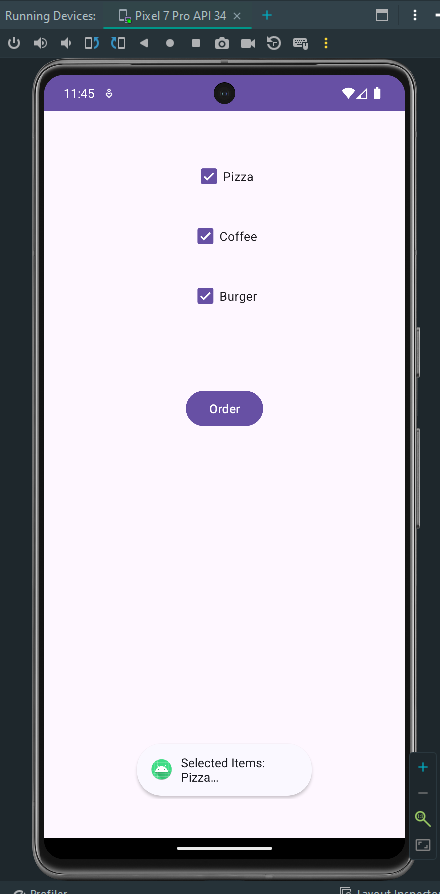 Running Devices:
Pixel 7 Pro API 34
11:45
Pizza
Coffee
Burger
Order
Selected Items:
Pizza…
Profiler
Layout Inspector